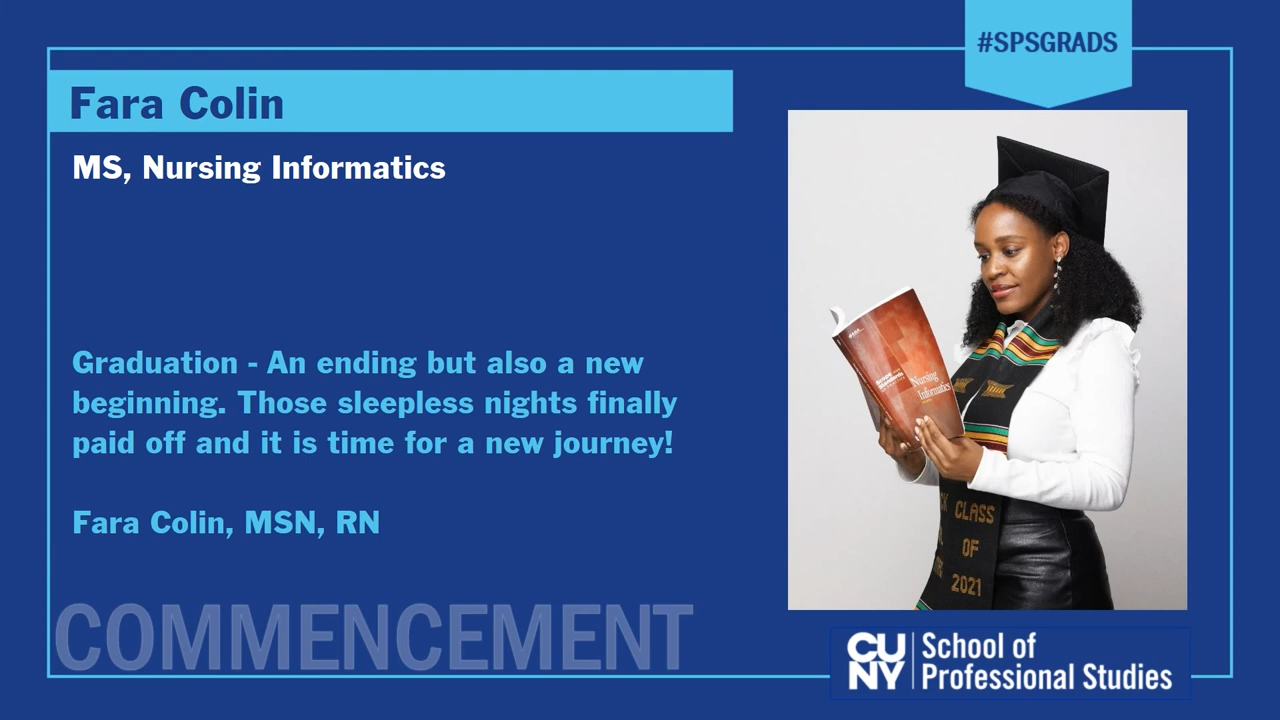 #SPSGRADS
Fara Colin
MS, Nursing Informatics
Graduation - An ending but also a new
beginning. Those sleepless nights finally
paid off and it is time for a new journey!
Fara Colin, MSN, RN
COMMENCEMENT
Nursing
Informatics
CLASS
OF
2021
CU
NY
School of
Professional Studies